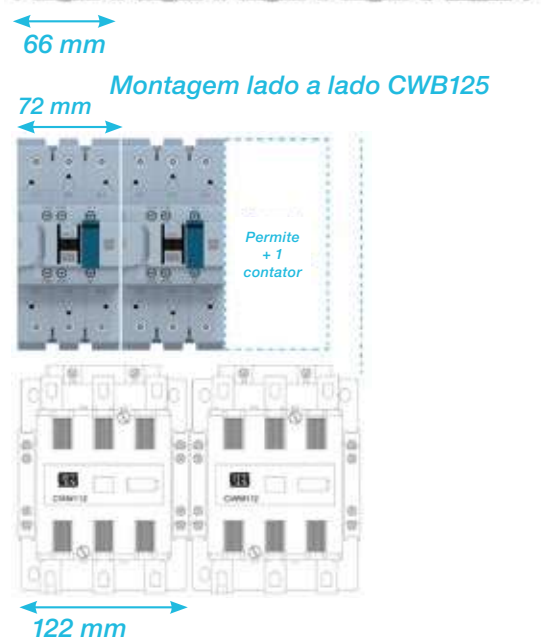 66 mm
Montagem lado a lado CWB125
72 mm
Permite
+ 1
contator
CWM112
CWM112
122 mm